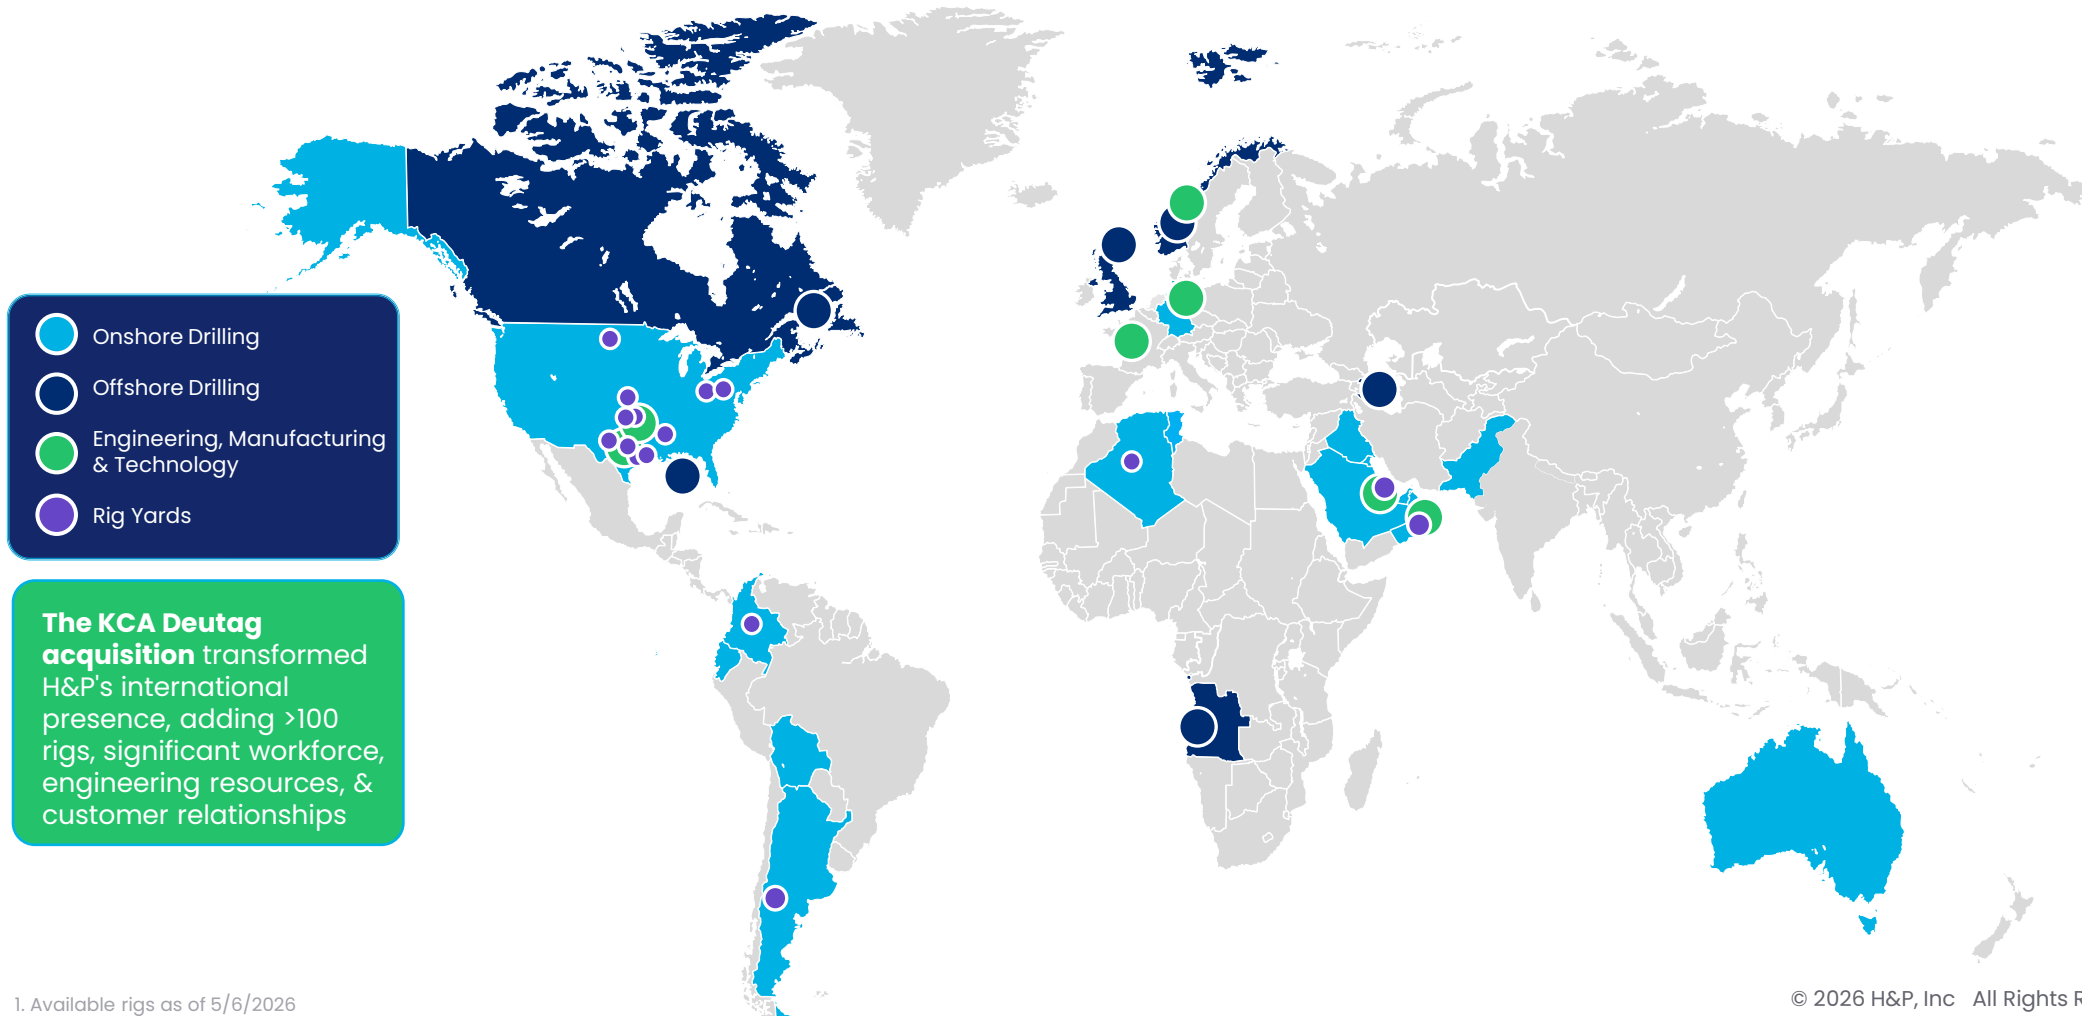 Onshore Drilling
Offshore Drilling
Engineering, Manufacturing
& Technology
Rig Yards
The KCA Deutag
acquisition transformed
H&P's international
presence, adding >100
rigs, significant workforce,
engineering resources, &
customer relationships
1. Available rigs as of 5/6/2026
© 2026 H&P, Inc All Rights